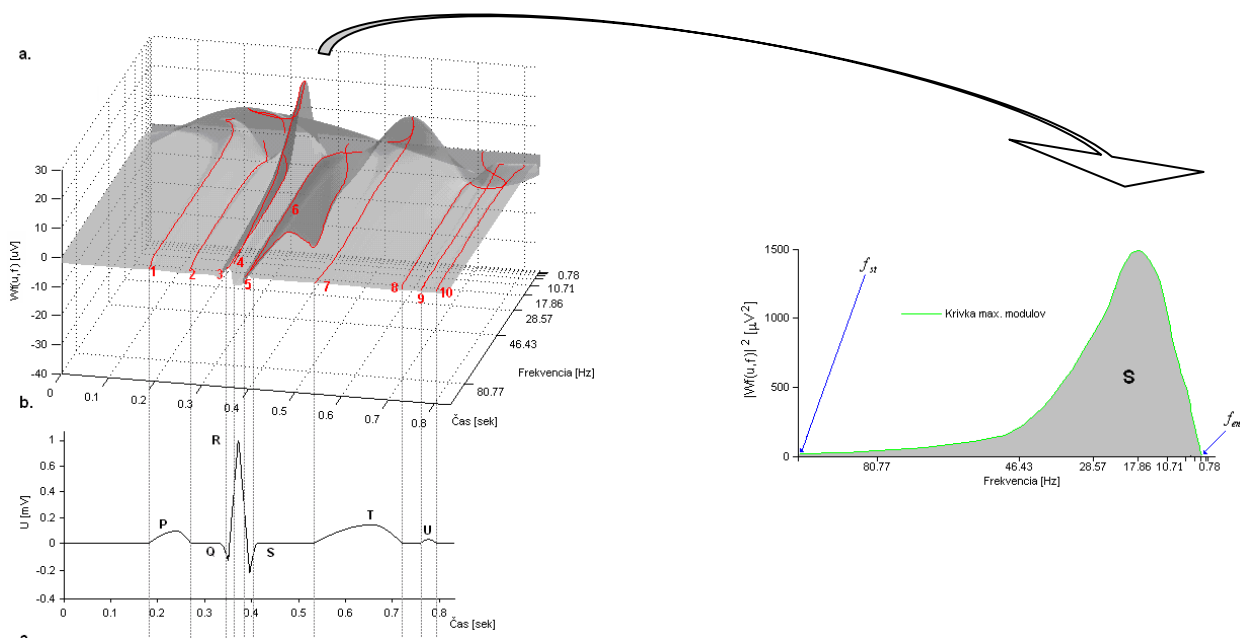 a.
Wf(u,f) [uV]
30
20
10
0
-10
-20
-30
-40
0
0.1
0.2
0.3
0.4
0.5
0.6
0.7
0.8
Čas [sek]
0.78
10.71
17.86
28.57
46.43
80.77
Frekvencia [Hz]
1
2
3
4
5
6
7
8
9
10
b.
U [mV]
1
0.8
0.6
0.4
0.2
0
-0.2
-0.4
P
Q
R
S
T
U
0 0.1 0.2 0.3 0.4 0.5 0.6 0.7 0.8
Čas [sek]
|Wf(u,f)| ² [µV²]
1500
1000
500
0
f st
Krivka max. modulov
S
80.77 46.43 28.57 17.86 10.71 0.78
Frekvencia [Hz]